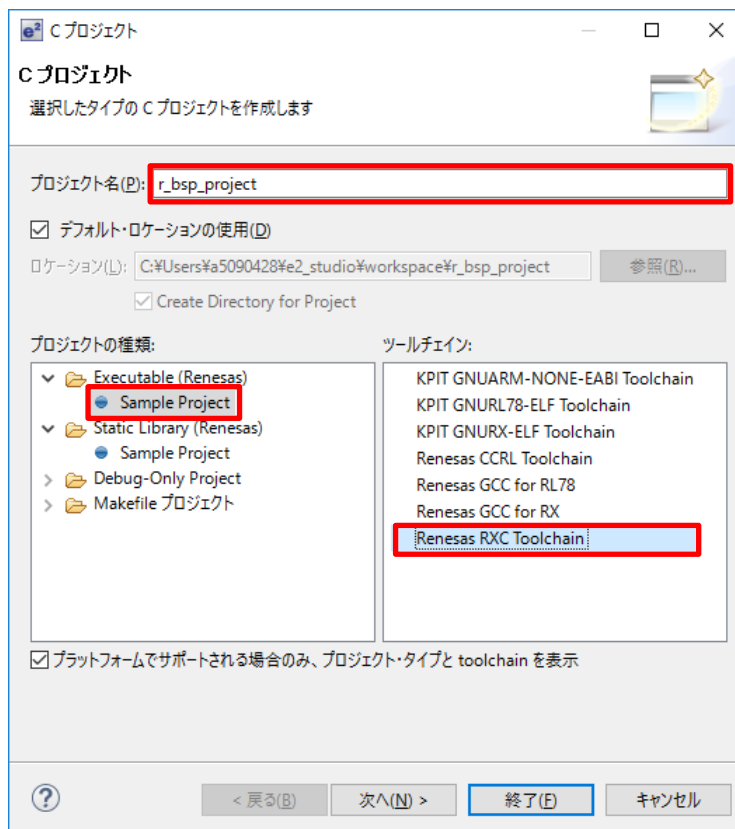 e² C プロジェクト
C プロジェクト
選択したタイプの C プロジェクトを作成します
プロジェクト名(P): r_bsp_project
デフォルト・ロケーションの使用(D)
ロケーション(L): C:¥Users¥a5090428¥e2_studio¥workspace¥r_bsp_project 参照(R)...
Create Directory for Project
プロジェクトの種類:
Executable (Renesas)
Sample Project
Static Library (Renesas)
Sample Project
Debug-Only Project
Makefile プロジェクト
ツールチェイン:
KPIT GNUARM-NONE-EABI Toolchain
KPIT GNURL78-ELF Toolchain
KPIT GNURX-ELF Toolchain
Renesas CCRL Toolchain
Renesas GCC for RL78
Renesas GCC for RX
Renesas RXC Toolchain
プラットフォームでサポートされる場合のみ、プロジェクト・タイプと toolchain を表示
? < 戻る(B) 次へ(N) > 終了(F) キャンセル